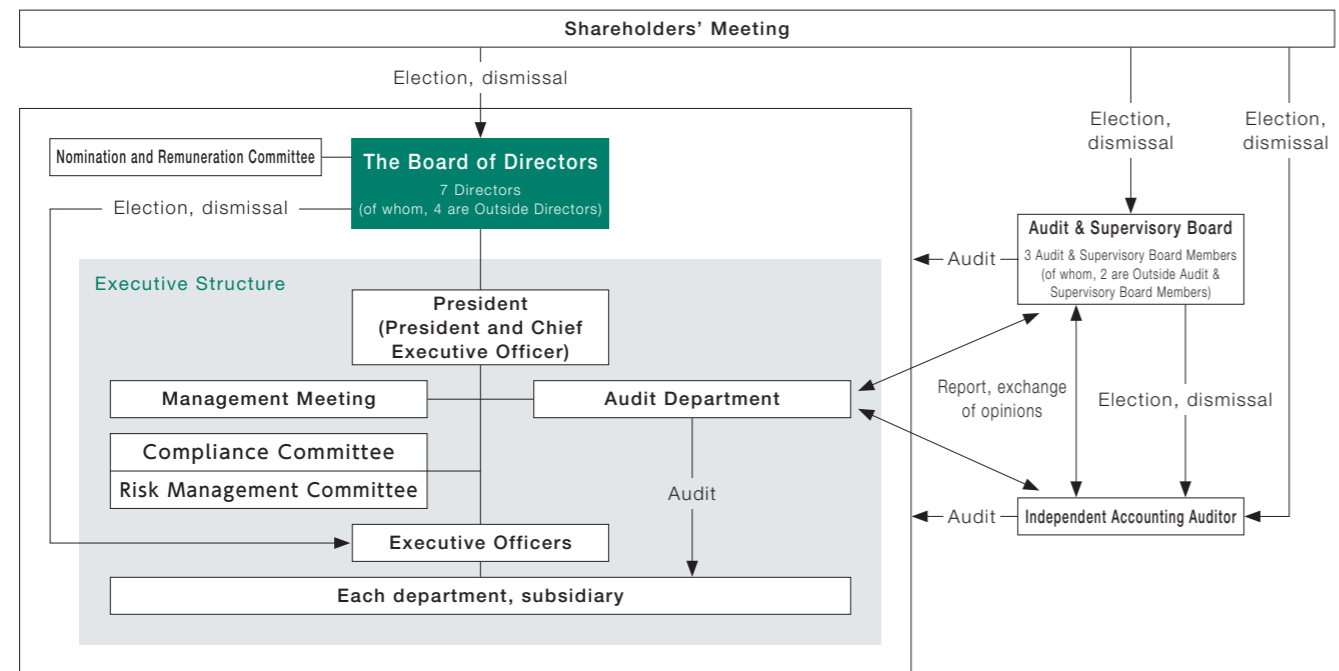 Shareholders’ Meeting
Election, dismissal
Election,
dismissal
Election,
dismissal
Nomination and Remuneration Committee
The Board of Directors
7 Directors
(of whom, 4 are Outside Directors)
Election, dismissal
Audit & Supervisory Board
3 Audit & Supervisory Board Members
(of whom, 2 are Outside Audit &
Supervisory Board Members)
Audit
Executive Structure
President
(President and Chief
Executive Officer)
Management Meeting
Audit Department
Report, exchange
of opinions
Election, dismissal
Compliance Committee
Risk Management Committee
Audit
Audit
Independent Accounting Auditor
Executive Officers
Each department, subsidiary